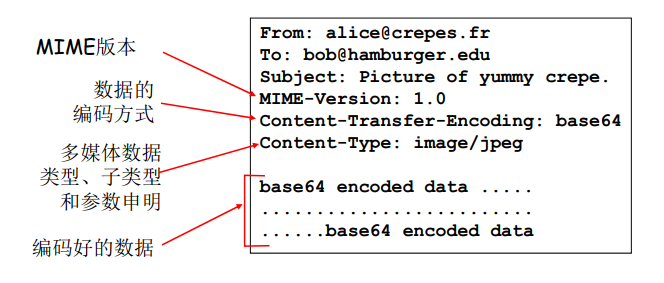 MIME版本
数据的
编码方式
多媒体数据
类型、子类型
和参数申明
编码好的数据
From: alice@crepes.fr
To: bob@hamburger.edu
Subject: Picture of yummy crepe.
MIME-Version: 1.0
Content-Transfer-Encoding: base64
Content-Type: image/jpeg
base64 encoded data .....
.........................
......base64 encoded data